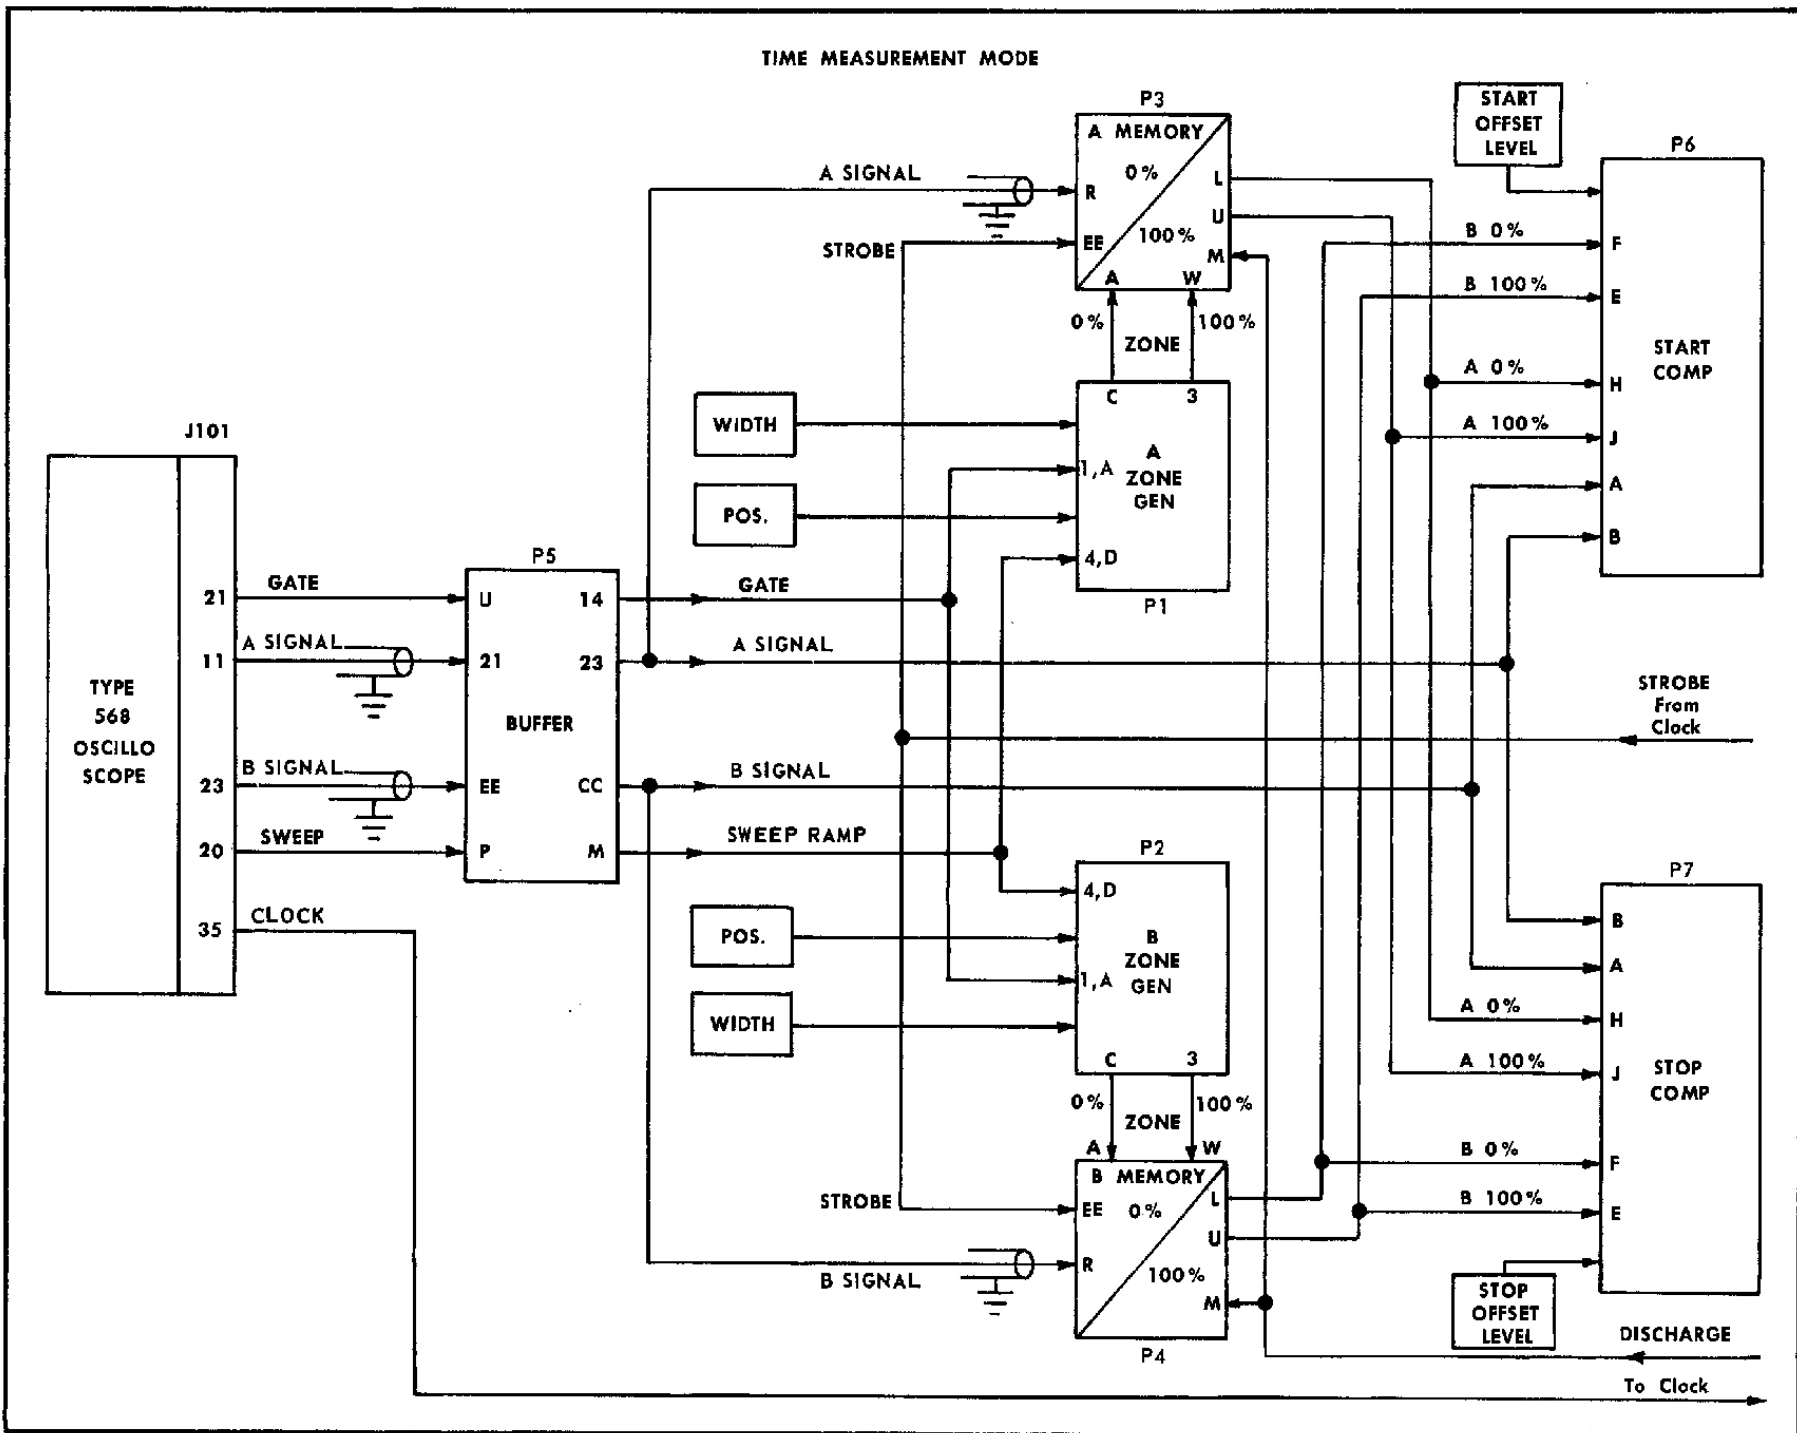 TIME MEASUREMENT MODE
P3
A MEMORY
0%
100%
R
EE
L
U
M
A
W
A SIGNAL
STROBE
0%
100%
ZONE
START
OFFSET
LEVEL
P6
B 0%
F
B 100%
E
START
COMP
A 0%
H
A 100%
J
A
B
WIDTH
POS.
C
3
1,A
4,D
A
ZONE
GEN
P1
J101
TYPE
568
OSCILLO
SCOPE
21
11
23
20
35
GATE
A SIGNAL
B SIGNAL
SWEEP
CLOCK
P5
U
14
21
23
BUFFER
EE
CC
P
M
GATE
A SIGNAL
B SIGNAL
SWEEP RAMP
STROBE
From
Clock
P2
4,D
1,A
B
ZONE
GEN
C
3
POS.
WIDTH
0%
100%
ZONE
A
W
B MEMORY
0%
100%
EE
R
L
U
M
P4
STROBE
B SIGNAL
P7
B
A
A 0%
H
A 100%
J
STOP
COMP
B 0%
F
B 100%
E
STOP
OFFSET
LEVEL
DISCHARGE
To Clock